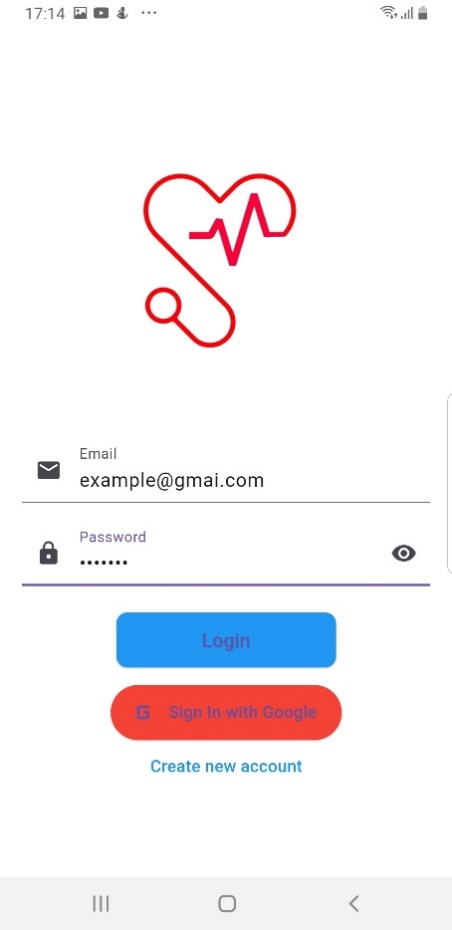 17:14
Email
example@gmai.com
Password
•••••••
Login
G Sign In with Google
Create new account